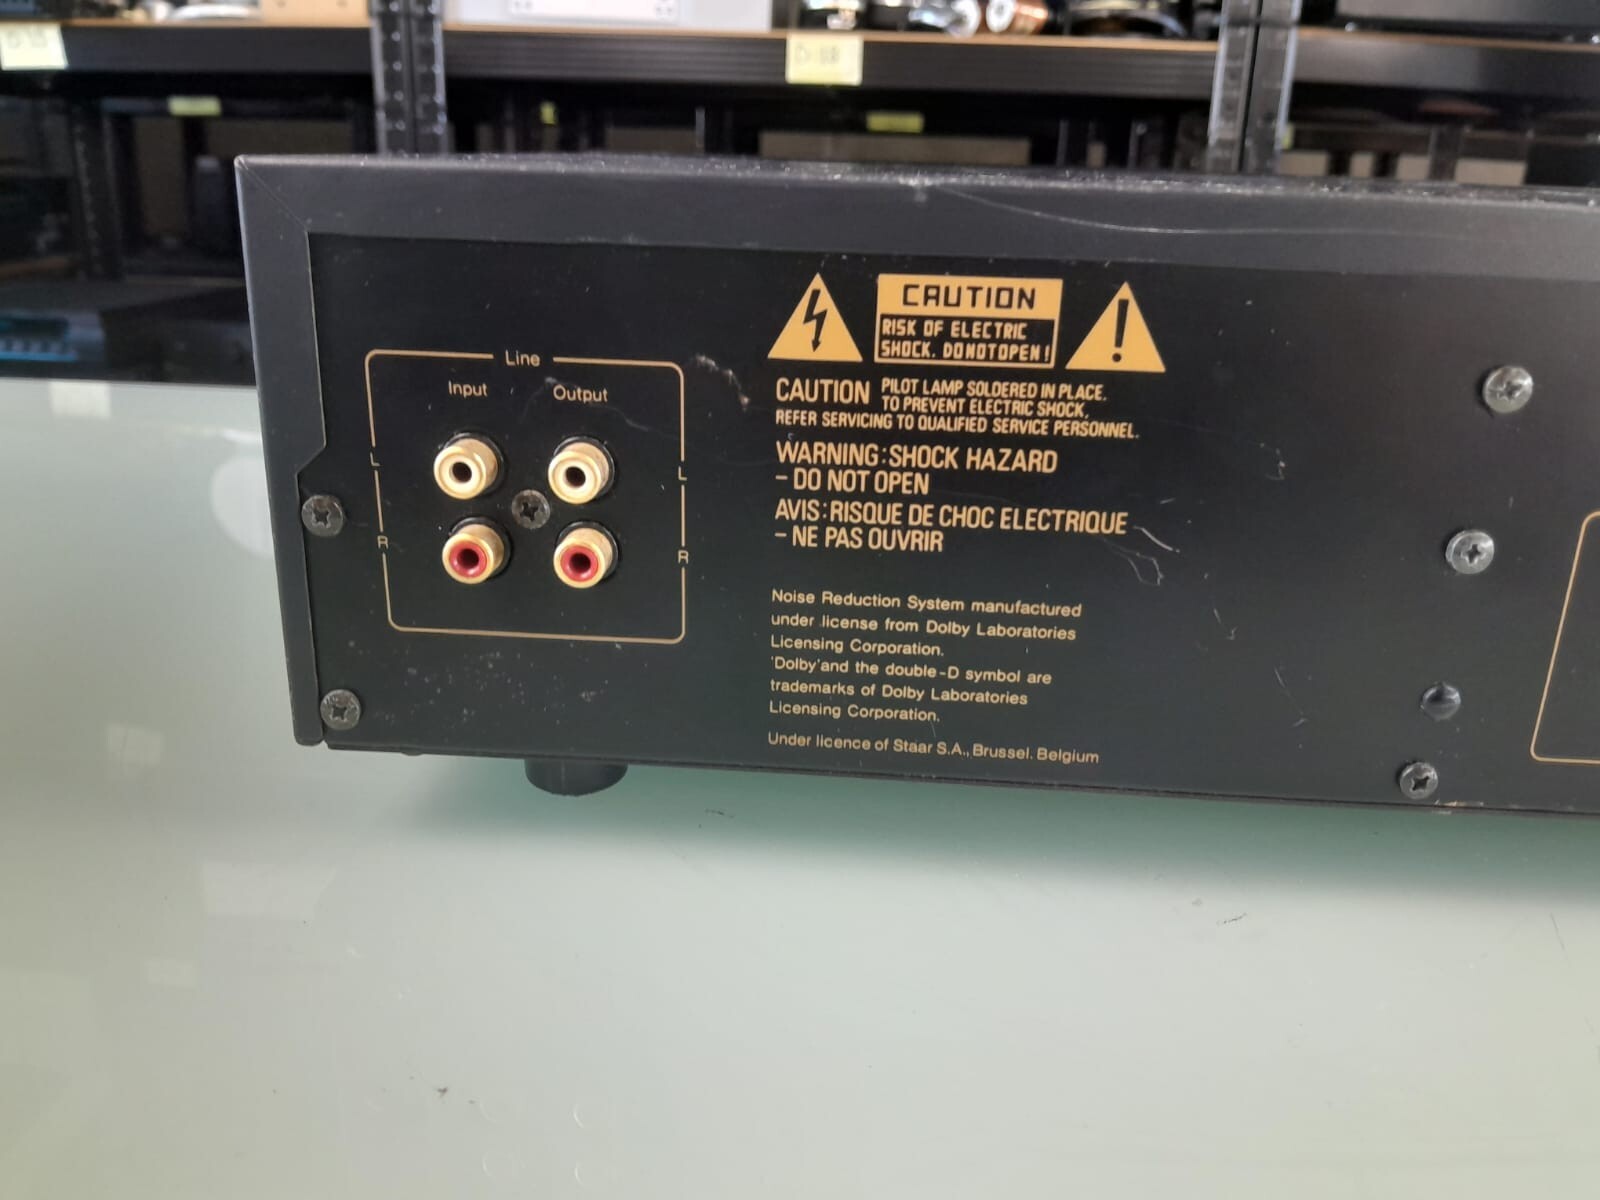 Line
Input Output
L L
R R
CAUTION
RISK OF ELECTRIC
SHOCK. DO NOT OPEN!
CAUTION PILOT LAMP SOLDERED IN PLACE.
TO PREVENT ELECTRIC SHOCK,
REFER SERVICING TO QUALIFIED SERVICE PERSONNEL.
WARNING: SHOCK HAZARD
- DO NOT OPEN
AVIS: RISQUE DE CHOC ELECTRIQUE
- NE PAS OUVRIR
Noise Reduction System manufactured
under license from Dolby Laboratories
Licensing Corporation.
'Dolby' and the double-D symbol are
trademarks of Dolby Laboratories
Licensing Corporation.
Under licence of Staar S.A., Brussel. Belgium